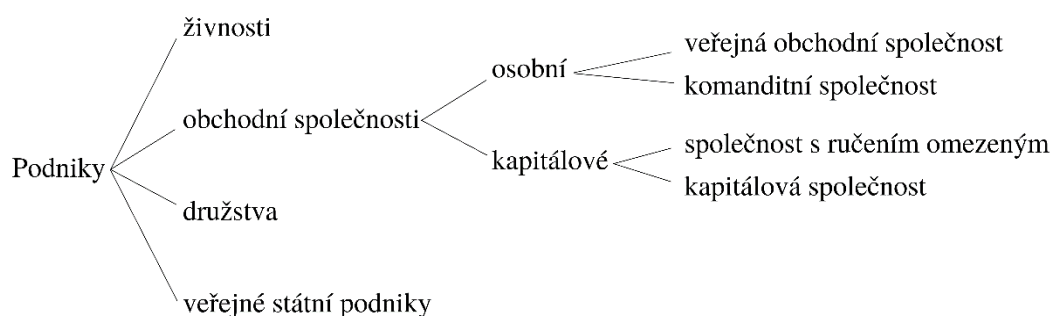 živnosti
veřejná obchodní společnost
osobní
komanditní společnost
obchodní společnosti
společnost s ručením omezeným
kapitálové
Podniky
kapitálová společnost
družstva
veřejné státní podniky